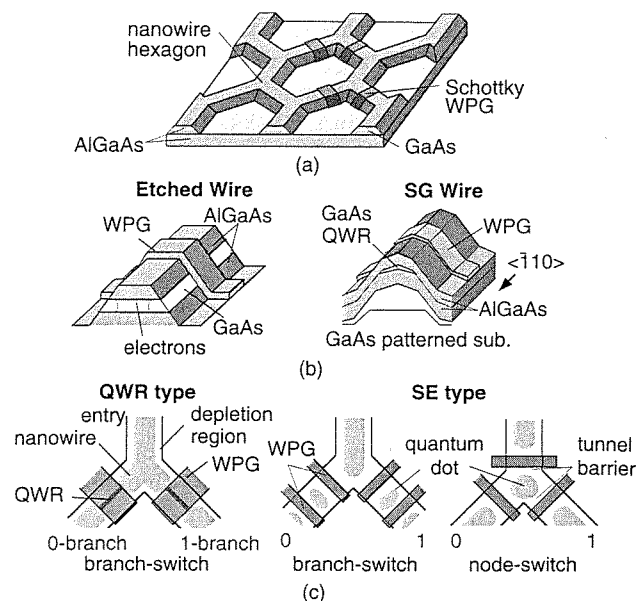 nanowire
hexagon
Schottky
WPG
AlGaAs
GaAs
(a)
Etched Wire
SG Wire
WPG
AlGaAs
GaAs
electrons
GaAs
QWR
WPG
<1̄10>
AlGaAs
GaAs patterned sub.
(b)
QWR type
SE type
entry
nanowire
depletion
region
WPG
QWR
0-branch
1-branch
branch-switch
WPG
quantum
dot
tunnel
barrier
0
1
branch-switch
0
1
node-switch
(c)